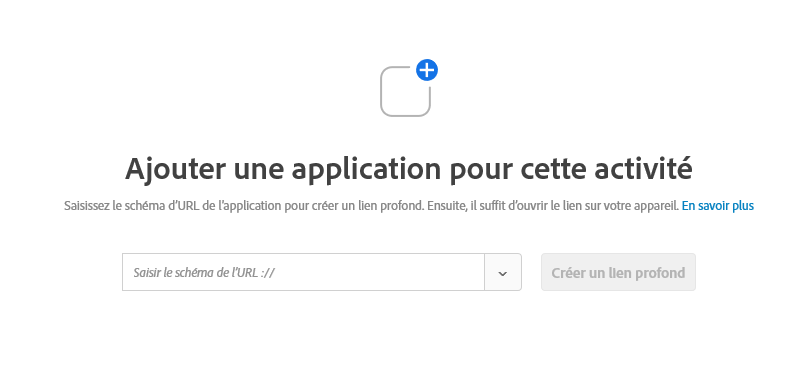 Ajouter une application pour cette activité
Saisissez le schéma d'URL de l'application pour créer un lien profond. Ensuite, il suffit d'ouvrir le lien sur votre appareil. En savoir plus
Saisir le schéma de l'URL :// Créer un lien profond